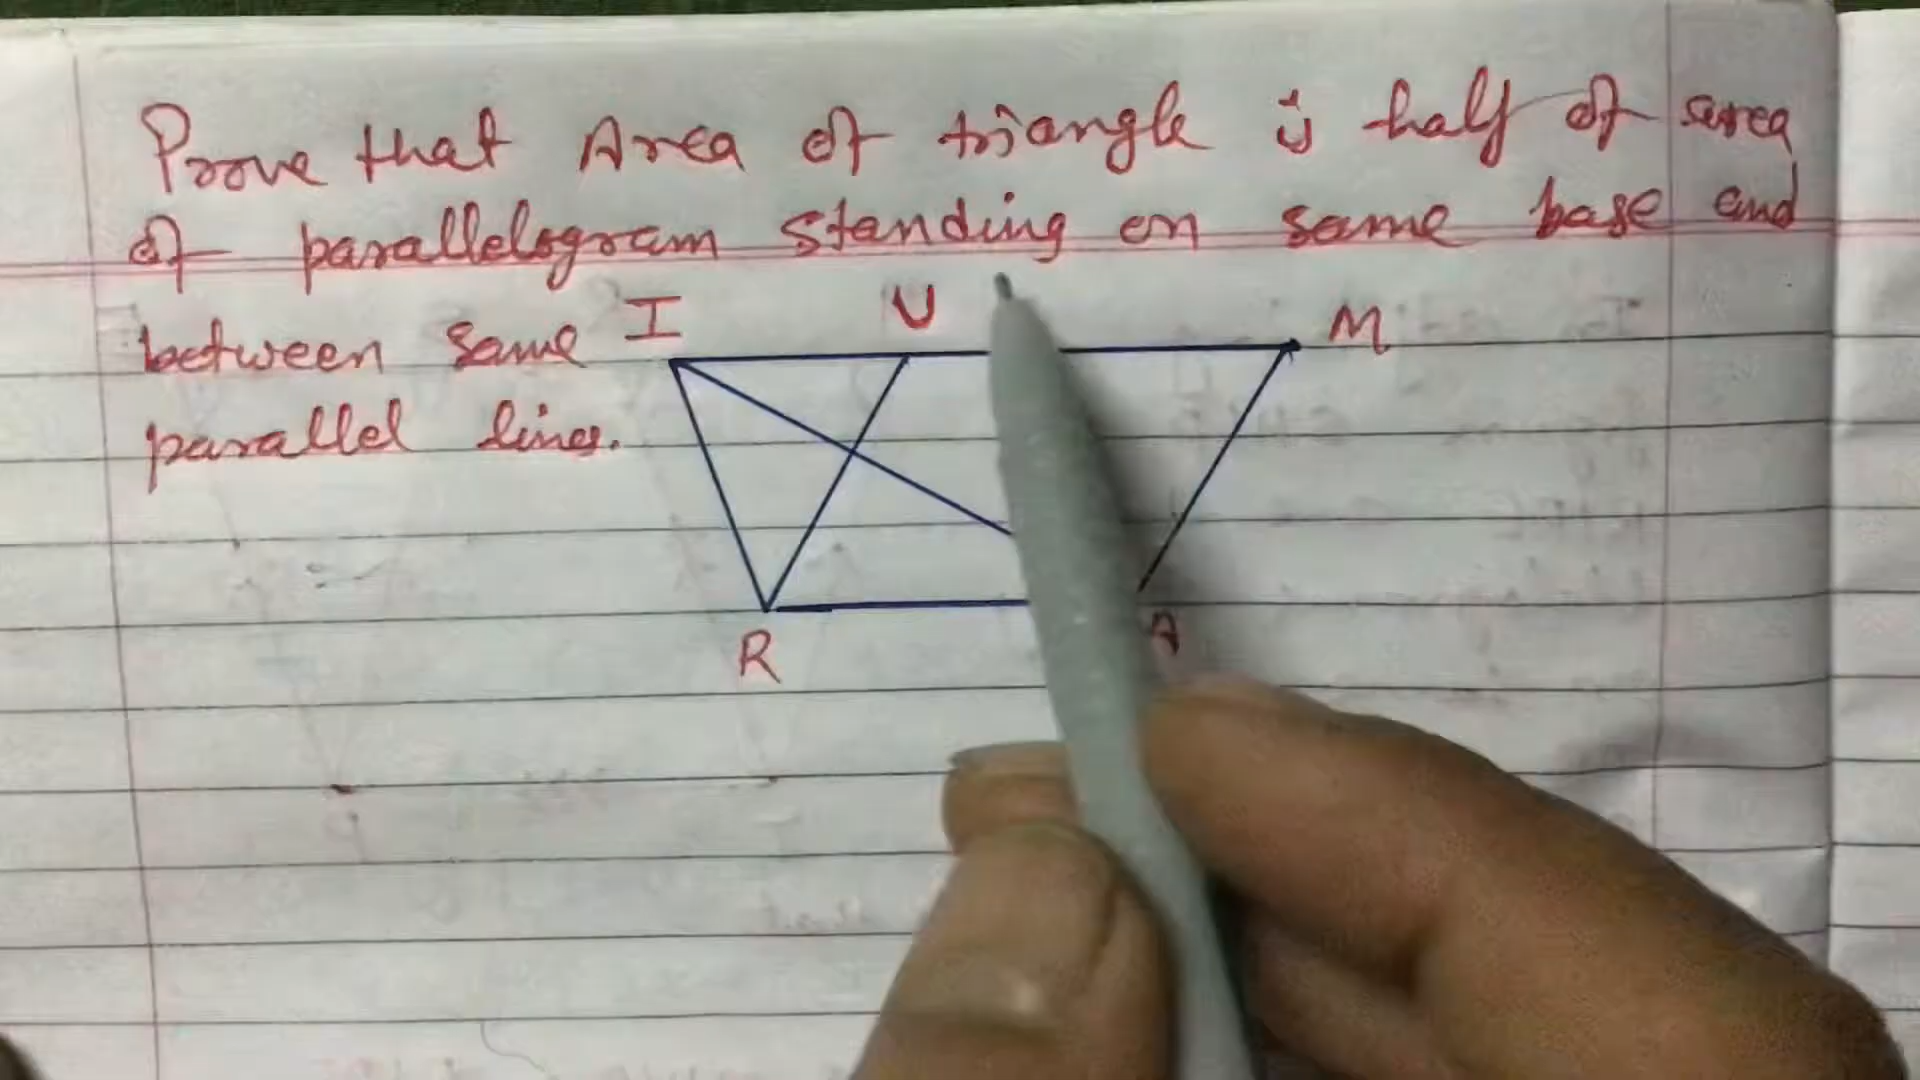 Prove that Area of triangle is half of area
of parallelogram standing on same base and
between same
parallel lines.
I U M
R A